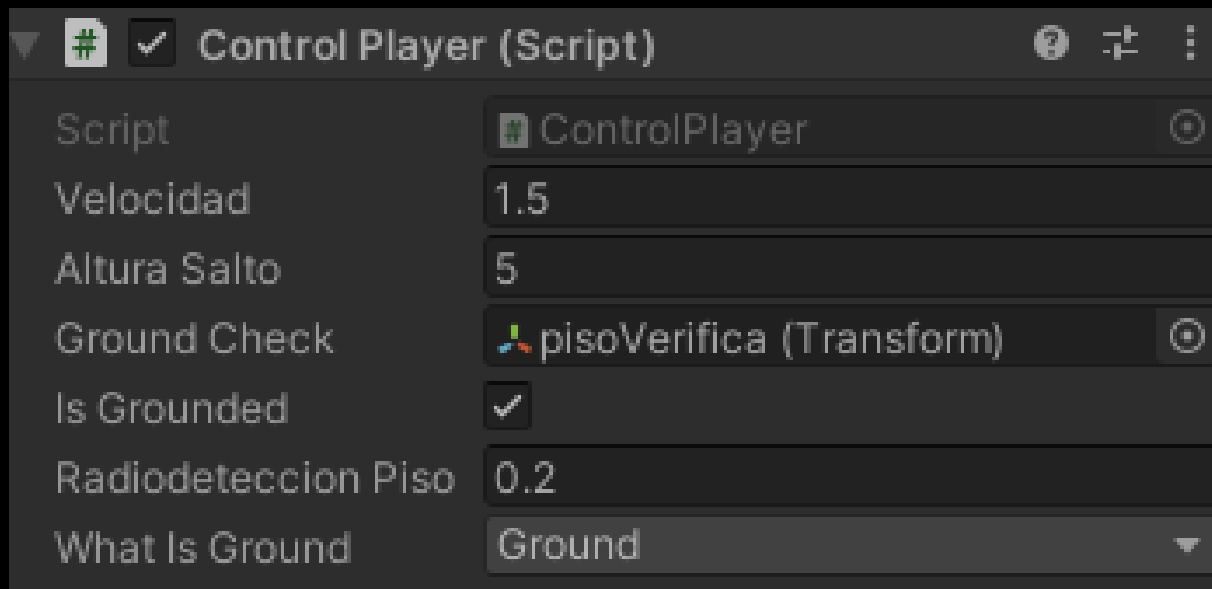 Control Player (Script)
Script ControlPlayer
Velocidad 1.5
Altura Salto 5
Ground Check pisoVerifica (Transform)
Is Grounded
Radiodeteccion Piso 0.2
What Is Ground Ground